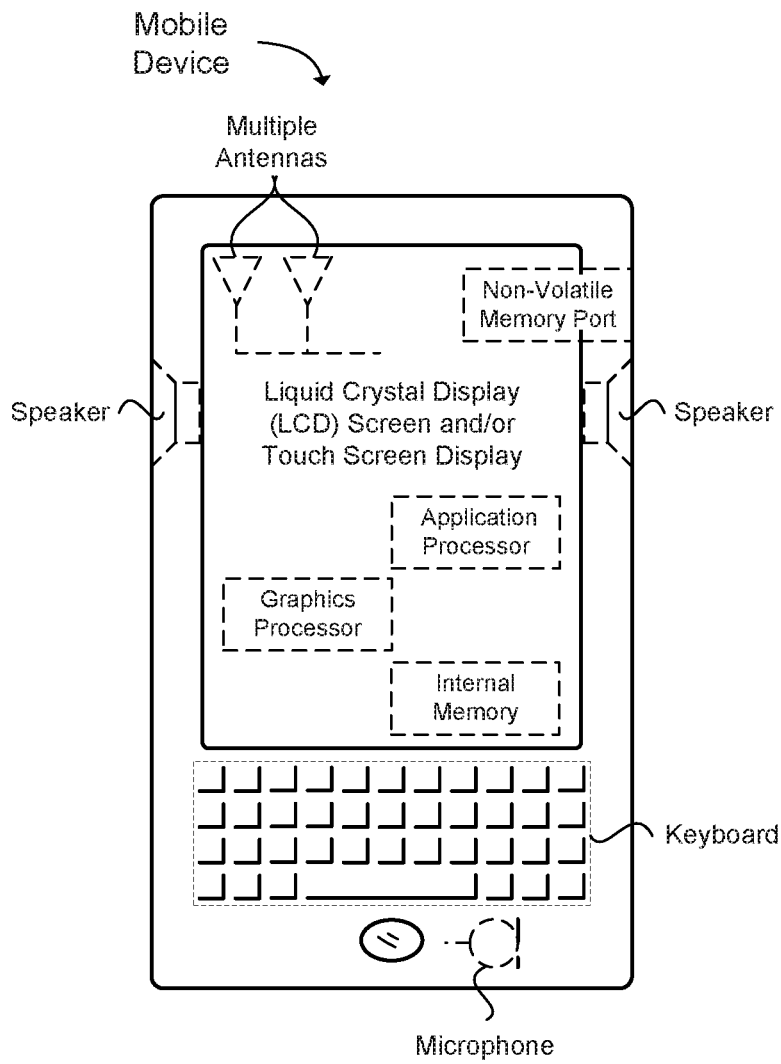 Mobile
Device
Multiple
Antennas
Non-Volatile
Memory Port
Speaker
Liquid Crystal Display
(LCD) Screen and/or
Touch Screen Display
Speaker
Application
Processor
Graphics
Processor
Internal
Memory
Keyboard
Microphone